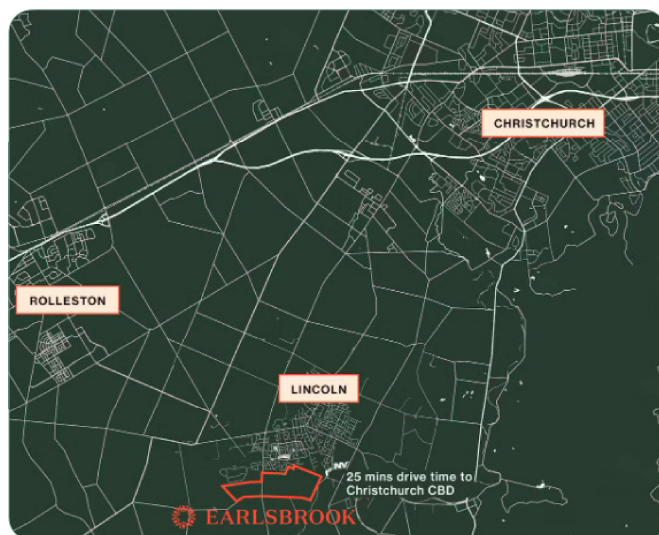 CHRISTCHURCH
ROLLESTON
LINCOLN
25 mins drive time to
Christchurch CBD
EARLSBROOK